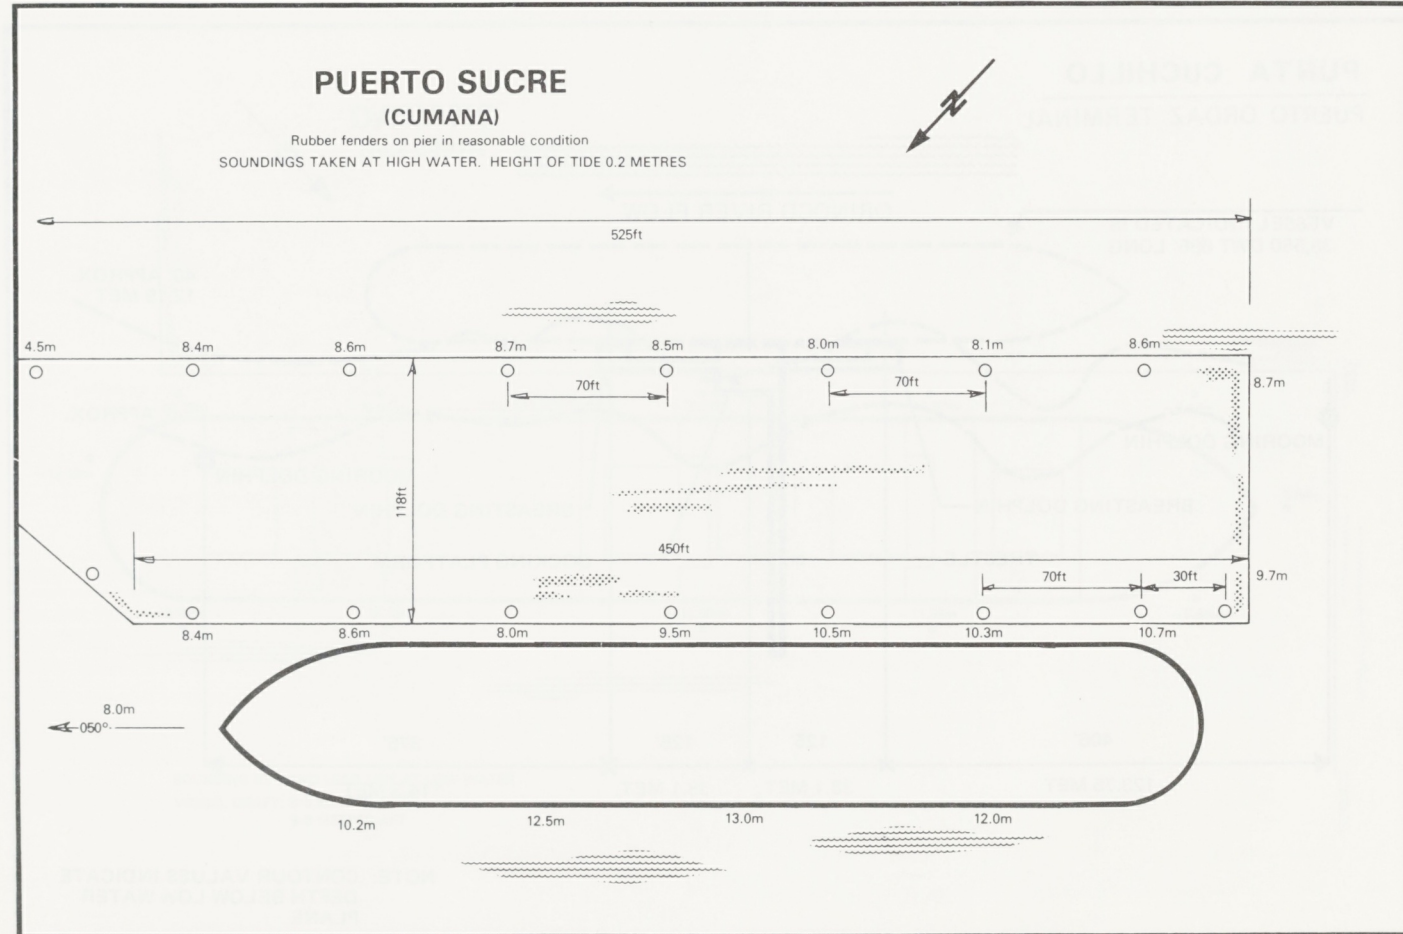 PUERTO SUCRE
(CUMANA)
Rubber fenders on pier in reasonable condition
SOUNDINGS TAKEN AT HIGH WATER. HEIGHT OF TIDE 0.2 METRES
N
525ft
4.5m 8.4m 8.6m 8.7m 8.5m 8.0m 8.1m 8.6m
70ft 70ft 8.7m
118ft
450ft
70ft 30ft 9.7m
8.4m 8.6m 8.0m 9.5m 10.5m 10.3m 10.7m
8.0m
050°
10.2m 12.5m 13.0m 12.0m